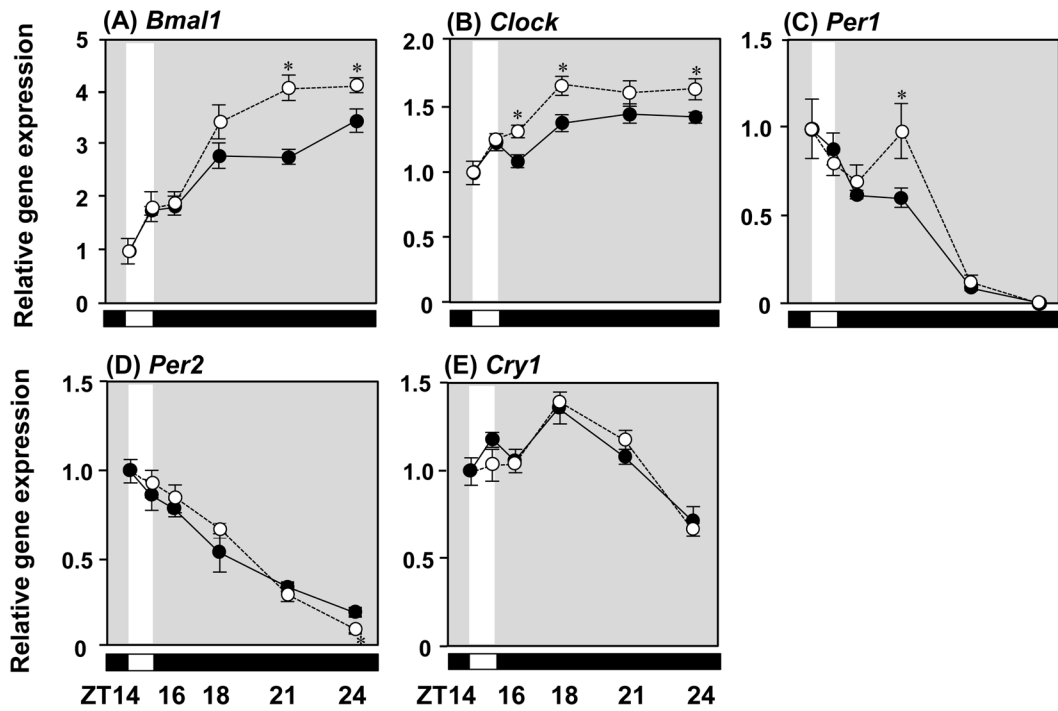 (A) Bmal1
(B) Clock
(C) Per1
Relative gene expression
5
4
3
2
1
0
* *
2.0
1.5
1.0
0.5
0
* * *
1.5
1.0
0.5
0
*
(D) Per2
(E) Cry1
Relative gene expression
1.5
1.0
0.5
0
*
1.5
1.0
0.5
0
ZT14 16 18 21 24
ZT14 16 18 21 24